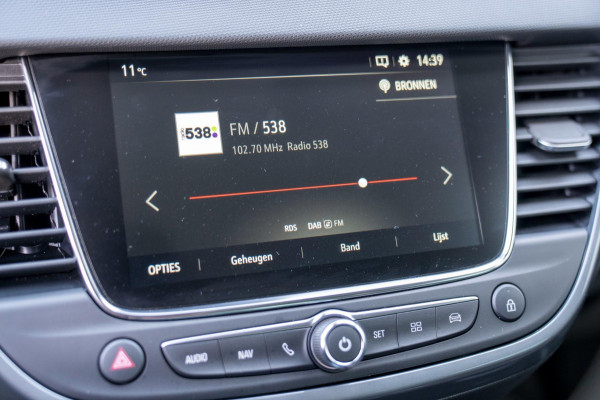 11°C
14:39
BRONNEN
538
FM / 538
102.70 MHz Radio 538
RDS DAB FM
OPTIES Geheugen Band Lijst
AUDIO NAV SET